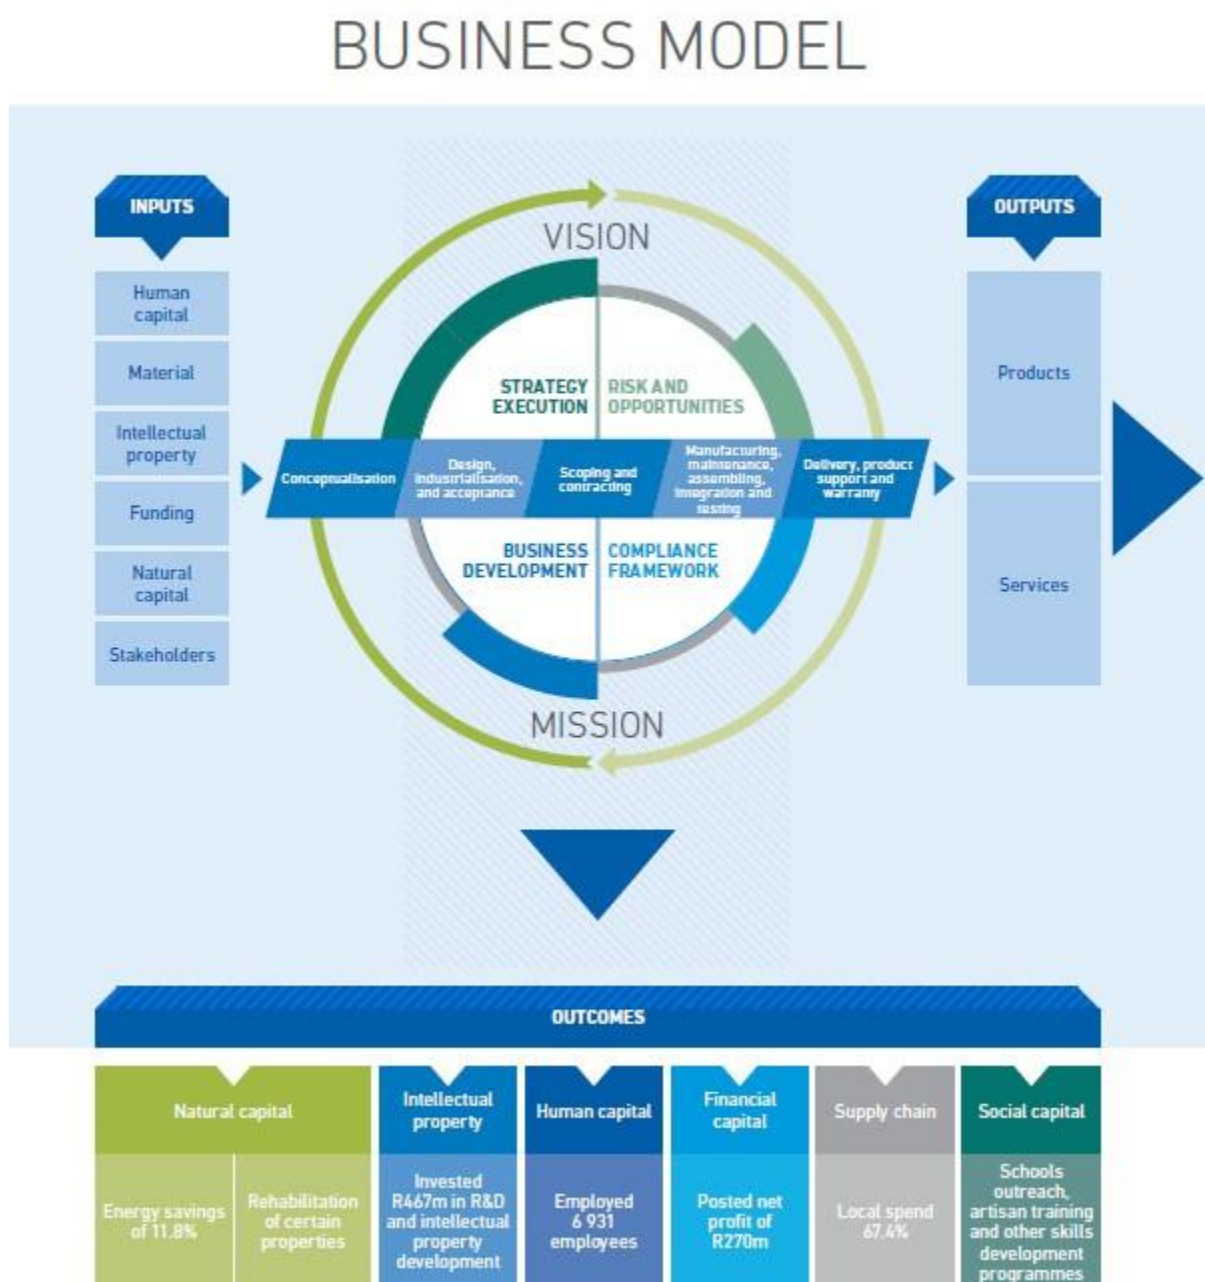 BUSINESS MODEL
INPUTS
Human
capital
Material
Intellectual
property
Funding
Natural
capital
Stakeholders
VISION
STRATEGY
EXECUTION
RISK AND
OPPORTUNITIES
Conceptualisation
Design,
industrialisation,
and acceptance
Scoping and
contracting
Manufacturing,
maintenance,
assembling,
integration and
testing
Delivery, product
support and
warranty
BUSINESS
DEVELOPMENT
COMPLIANCE
FRAMEWORK
MISSION
OUTPUTS
Products
Services
OUTCOMES
Natural capital
Energy savings
of 11.8%
Rehabilitation
of certain
properties
Intellectual
property
Invested
R467m in R&D
and intellectual
property
development
Human capital
Employed
6 931
employees
Financial
capital
Posted net
profit of
R270m
Supply chain
Local spend
67.4%
Social capital
Schools
outreach,
artisan training
and other skills
development
programmes